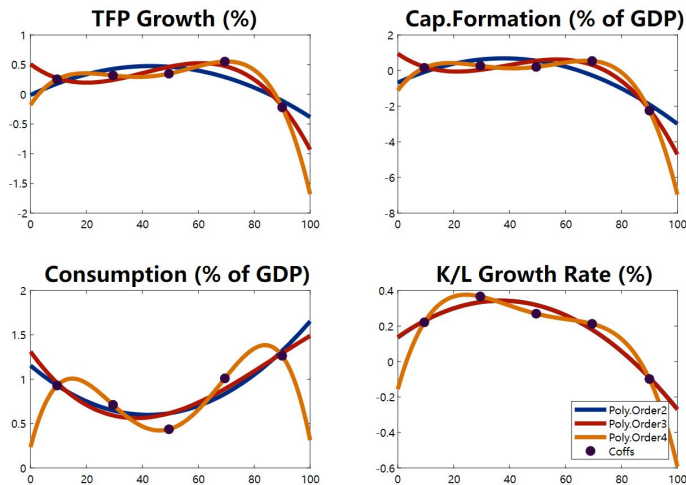 TFP Growth (%)
1
0.5
0
-0.5
-1
-1.5
-2
0 20 40 60 80 100
Cap.Formation (% of GDP)
2
0
-2
-4
-6
-8
0 20 40 60 80 100
Consumption (% of GDP)
2
1.5
1
0.5
0
0 20 40 60 80 100
K/L Growth Rate (%)
0.4
0.2
0
-0.2
-0.4
-0.6
0 20 40 60 80 100
Poly.Order2
Poly.Order3
Poly.Order4
Coffs